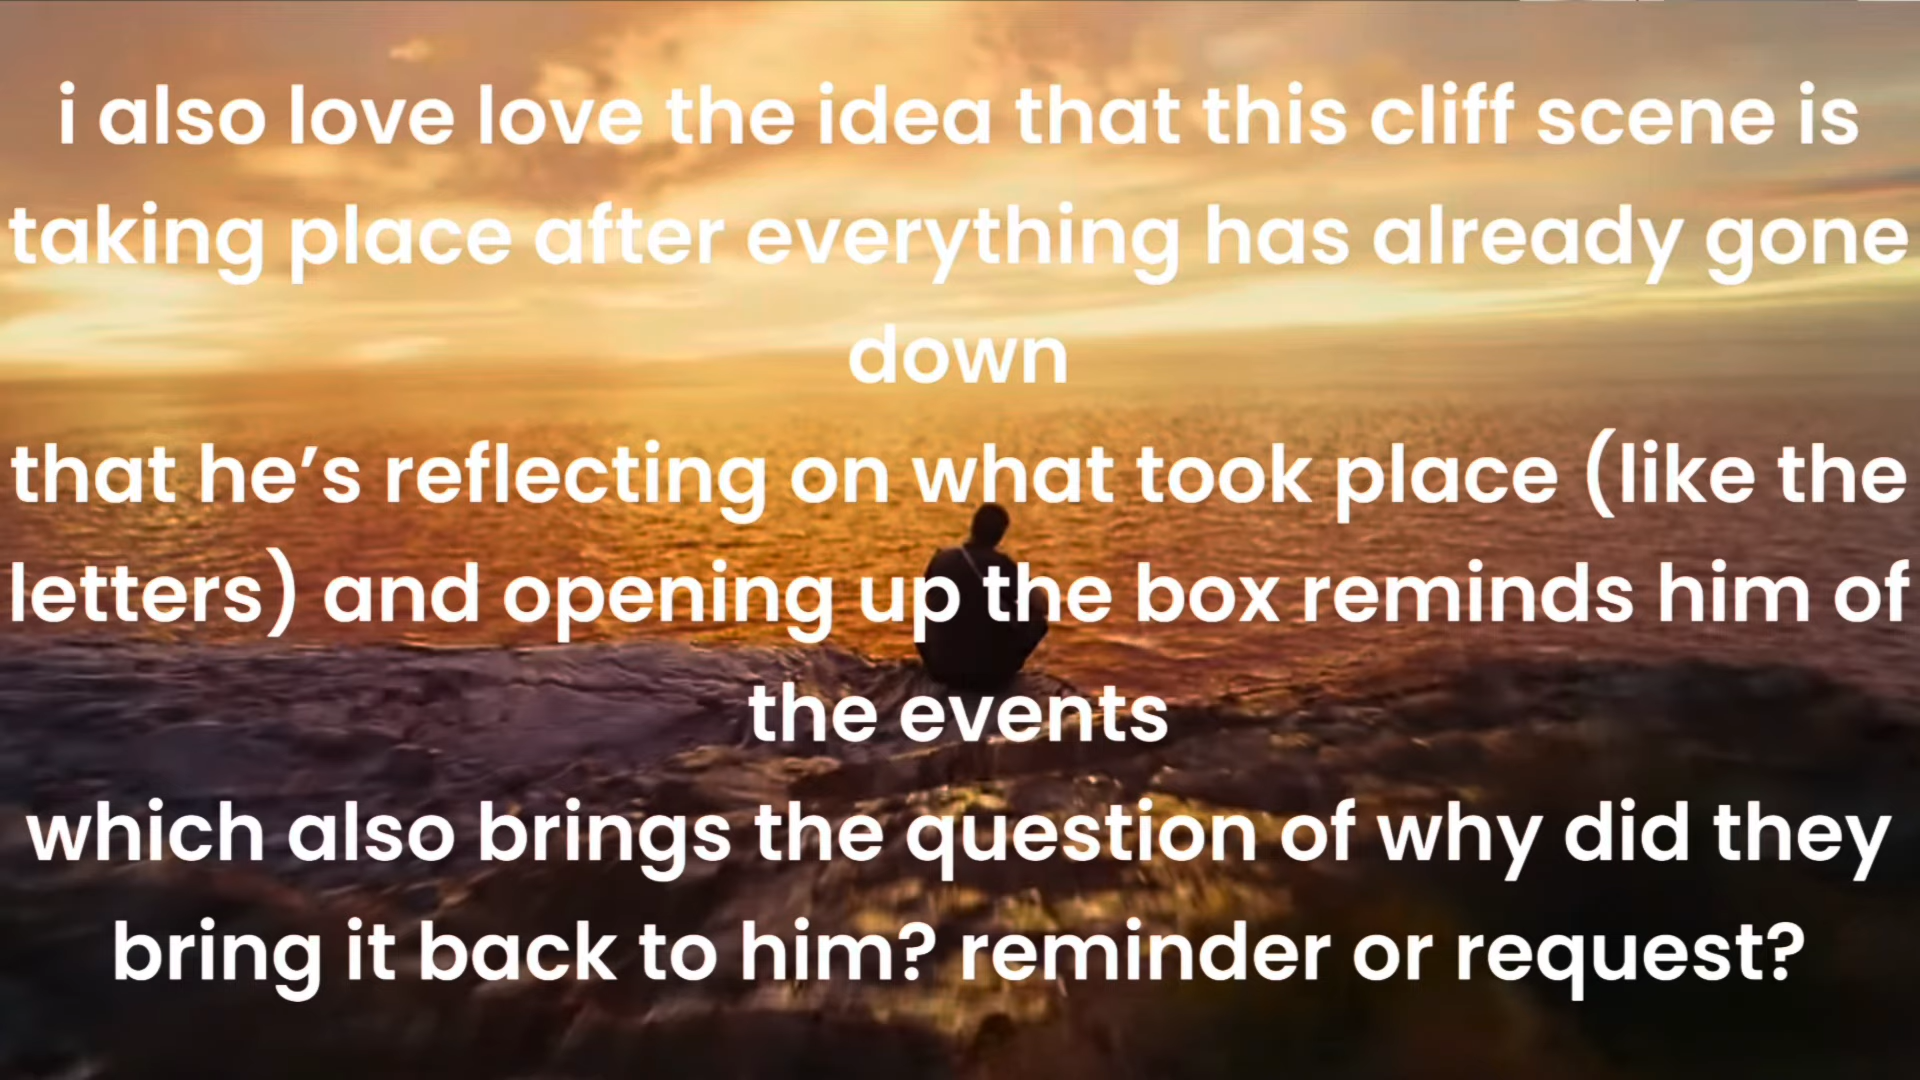 i also love love the idea that this cliff scene is
taking place after everything has already gone
down
that he’s reflecting on what took place (like the
letters) and opening up the box reminds him of
the events
which also brings the question of why did they
bring it back to him? reminder or request?